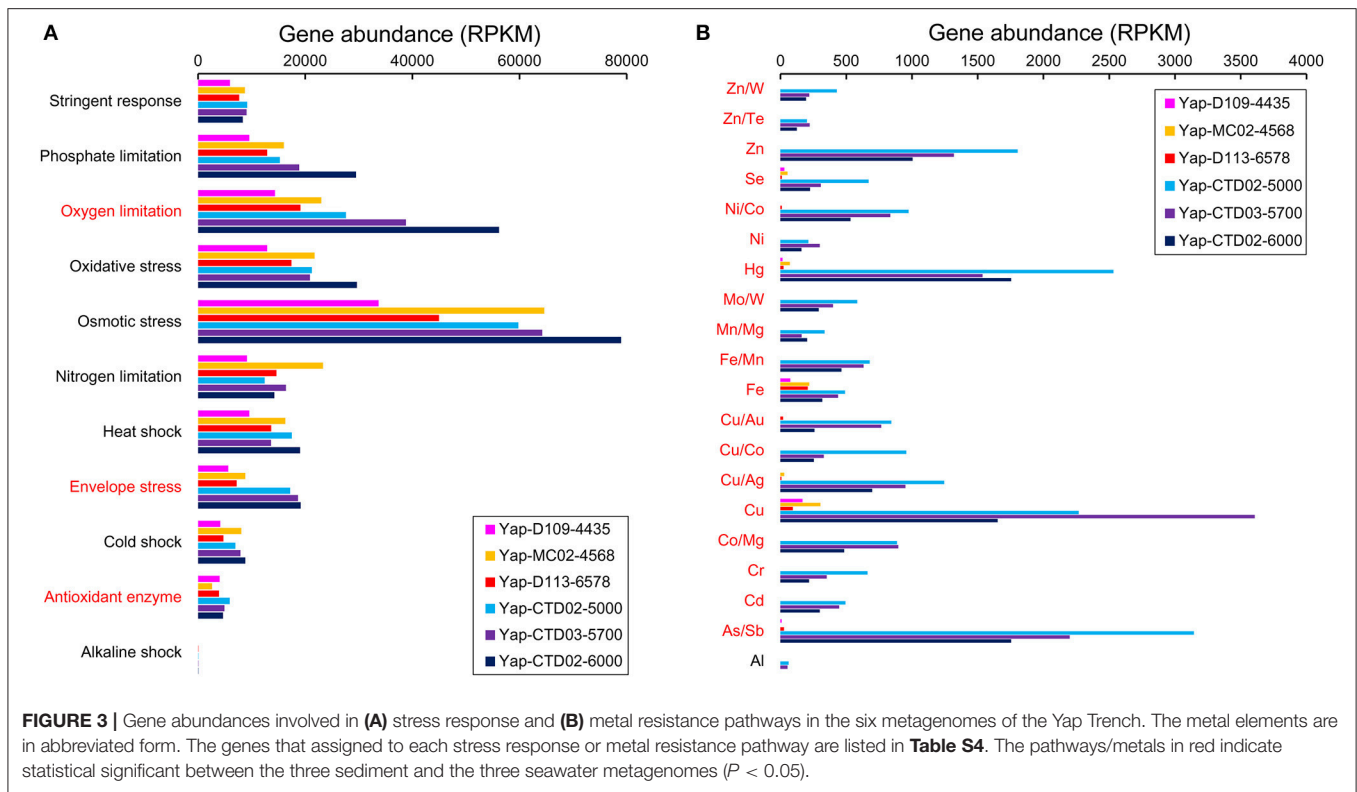 A
Gene abundance (RPKM)
0 20000 40000 60000 80000
Stringent response
Phosphate limitation
Oxygen limitation
Oxidative stress
Osmotic stress
Nitrogen limitation
Heat shock
Envelope stress
Cold shock
Antioxidant enzyme
Alkaline shock
Yap-D109-4435
Yap-MC02-4568
Yap-D113-6578
Yap-CTD02-5000
Yap-CTD03-5700
Yap-CTD02-6000
B
Gene abundance (RPKM)
0 500 1000 1500 2000 2500 3000 3500 4000
Zn/W
Zn/Te
Zn
Se
Ni/Co
Ni
Hg
Mo/W
Mn/Mg
Fe/Mn
Fe
Cu/Au
Cu/Co
Cu/Ag
Cu
Co/Mg
Cr
Cd
As/Sb
Al
Yap-D109-4435
Yap-MC02-4568
Yap-D113-6578
Yap-CTD02-5000
Yap-CTD03-5700
Yap-CTD02-6000
FIGURE 3 | Gene abundances involved in (A) stress response and (B) metal resistance pathways in the six metagenomes of the Yap Trench. The metal elements are
in abbreviated form. The genes that assigned to each stress response or metal resistance pathway are listed in Table S4. The pathways/metals in red indicate
statistical significant between the three sediment and the three seawater metagenomes (P < 0.05).